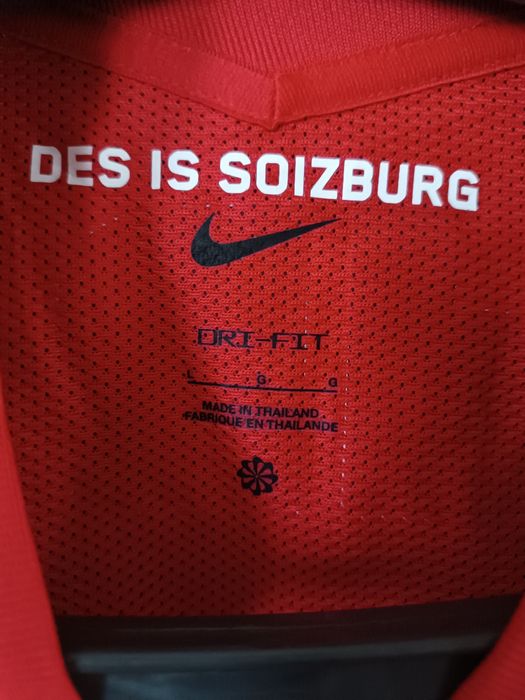 DES IS SOIZBURG
DRI-FIT
L G G
MADE IN THAILAND
FABRIQUE EN THAILANDE